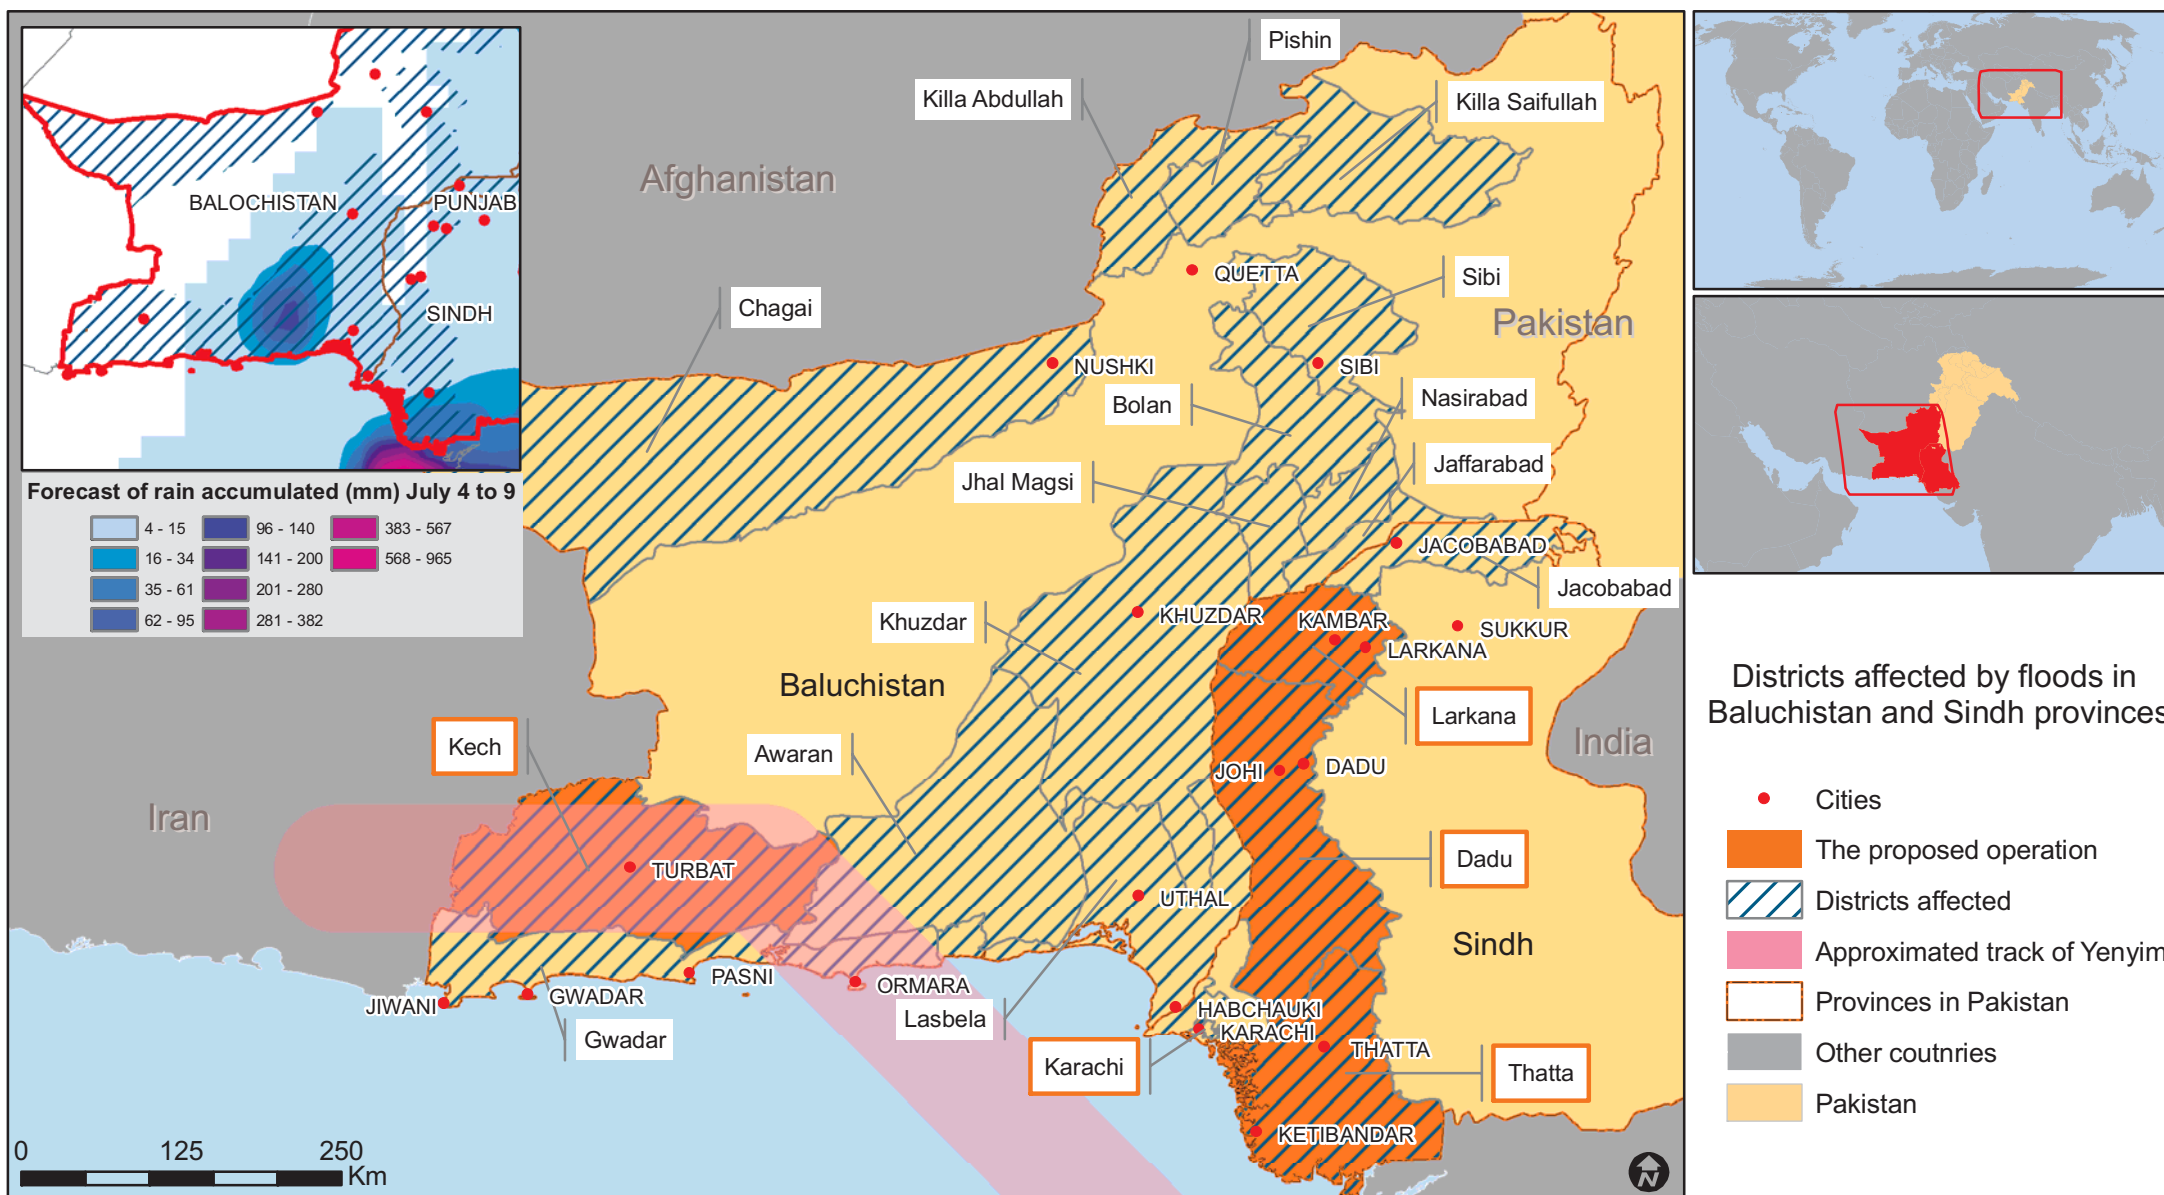 Pishin
Killa Abdullah
Killa Saifullah
Afghanistan
BALOCHISTAN
PUNJAB
SINDH
QUETTA
Sibi
Chagai
Pakistan
NUSHKI
SIBI
Bolan
Nasirabad
Jaffarabad
Jhal Magsi
Forecast of rain accumulated (mm) July 4 to 9
4 - 15
96 - 140
383 - 567
16 - 34
141 - 200
568 - 965
35 - 61
201 - 280
62 - 95
281 - 382
JACOBABAD
Jacobabad
Khuzdar
KHUZDAR
KAMBAR
SUKKUR
LARKANA
Baluchistan
Larkana
Kech
Awaran
India
JOHI
DADU
Iran
TURBAT
Dadu
UTHAL
Sindh
PASNI
ORMARA
JIWANI
GWADAR
Lasbela
HABCHAUKI
KARACHI
Gwadar
THATTA
Karachi
Thatta
KETIBANDAR
0 125 250
Km
N
Districts affected by floods in
Baluchistan and Sindh provinces
Cities
The proposed operation
Districts affected
Approximated track of Yenyim
Provinces in Pakistan
Other coutnries
Pakistan